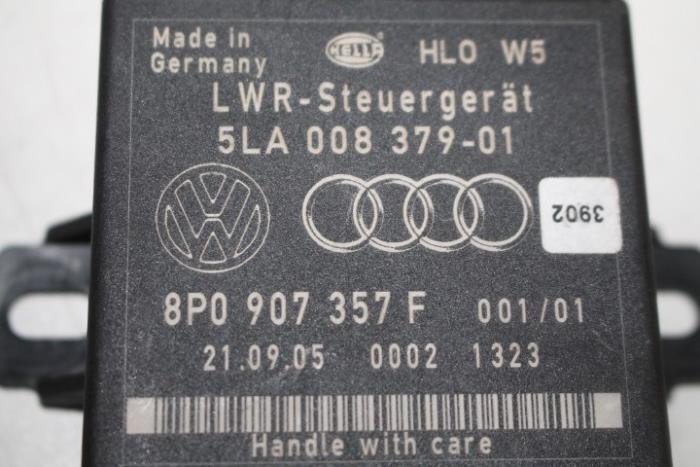 Made in
Germany
HELLA
HLO W5
LWR-Steuergerät
5LA 008 379-01
3902
8P0 907 357 F 001/01
21.09.05 0002 1323
Handle with care